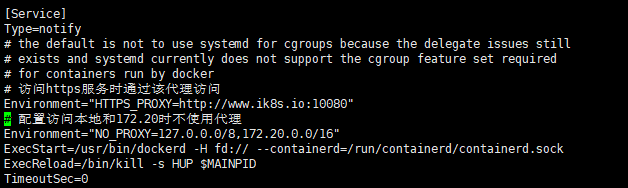 [Service]
Type=notify
# the default is not to use systemd for cgroups because the delegate issues still
# exists and systemd currently does not support the cgroup feature set required
# for containers run by docker
# 访问https服务时通过该代理访问
Environment="HTTPS_PROXY=http://www.ik8s.io:10080"
# 配置访问本地和172.20时不使用代理
Environment="NO_PROXY=127.0.0.0/8,172.20.0.0/16"
ExecStart=/usr/bin/dockerd -H fd:// --containerd=/run/containerd/containerd.sock
ExecReload=/bin/kill -s HUP $MAINPID
TimeoutSec=0